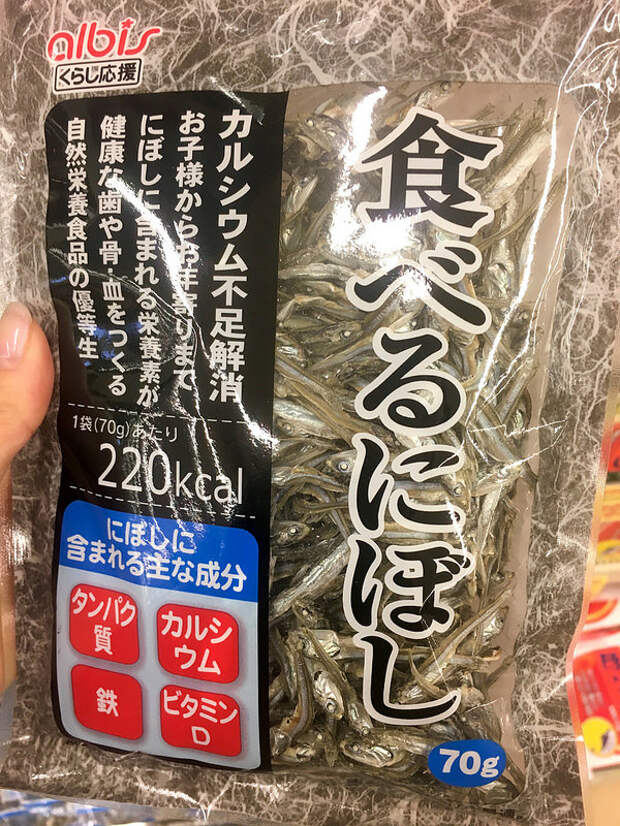 albis
くらし応援
食べるにぼし
カルシウム不足解消
お子様からお年寄りまで
にぼしに含まれる栄養素が
健康な歯や骨・血をつくる
自然栄養食品の優等生
1袋(70g)あたり
220kcal
にぼしに
含まれる主な成分
タンパク
質
カルシ
ウム
鉄
ビタミン
D
70g